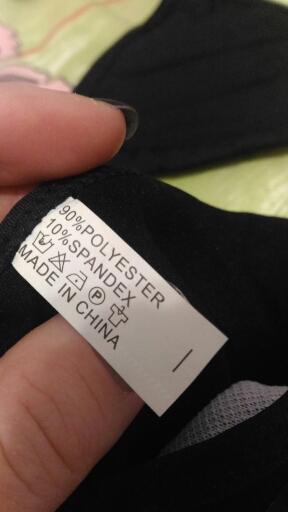 90%POLYESTER
10%SPANDEX
P
MADE IN CHINA